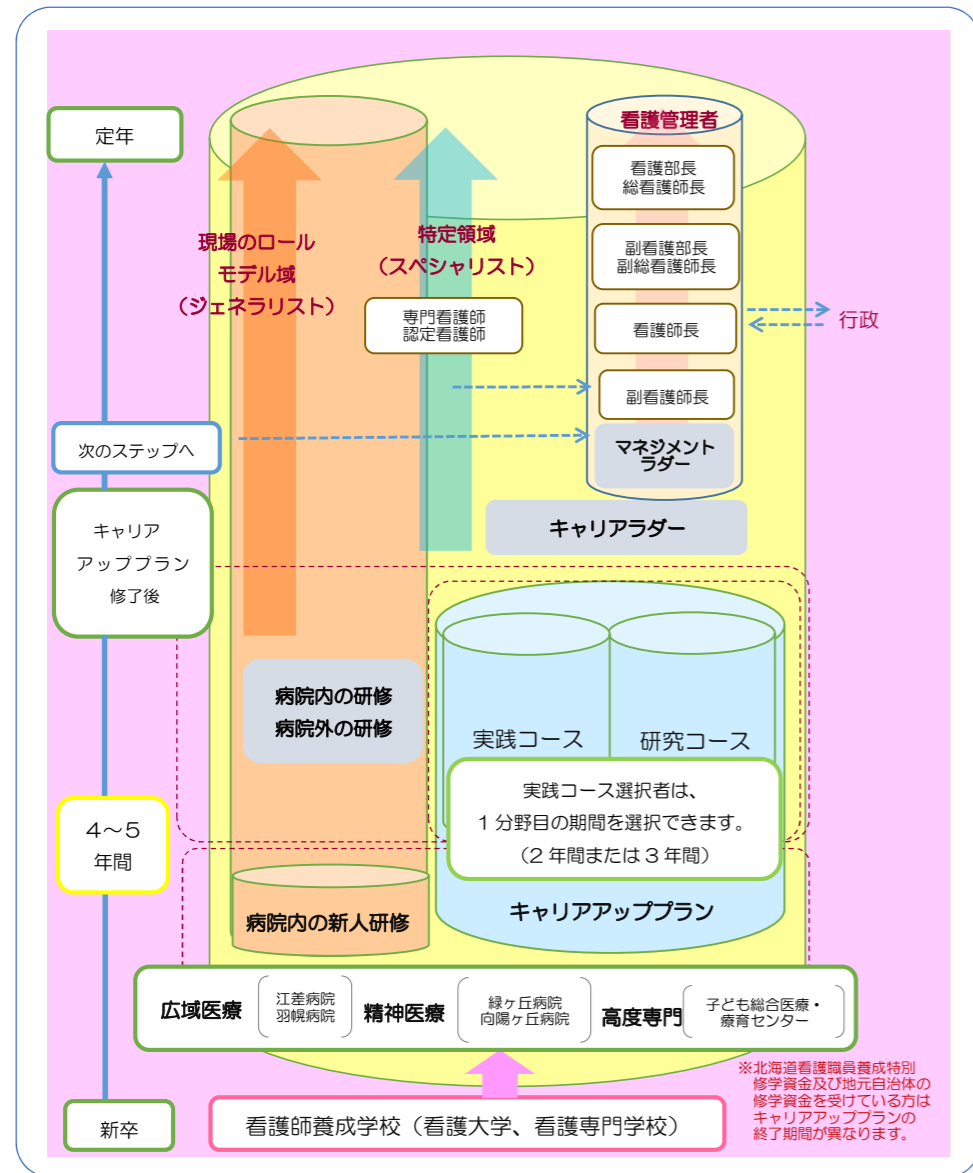 定年
看護管理者
看護部長
総看護師長
現場のロール
モデル域
（ジェネラリスト）
特定領域
（スペシャリスト）
副看護部長
副総看護師長
専門看護師
認定看護師
看護師長
行政
副看護師長
次のステップへ
マネジメント
ラダー
キャリア
アッププラン
修了後
キャリアラダー
病院内の研修
病院外の研修
実践コース
研究コース
実践コース選択者は、
1分野目の期間を選択できます。
（2年間または3年間）
4～5
年間
病院内の新人研修
キャリアアッププラン
広域医療
江差病院
羽幌病院
精神医療
緑ヶ丘病院
向陽ヶ丘病院
高度専門
子ども総合医療・
療育センター
※北海道看護職員養成特別
修学資金及び地元自治体の
修学資金を受けている方は
キャリアアッププランの
終了期間が異なります。
新卒
看護師養成学校（看護大学、看護専門学校）